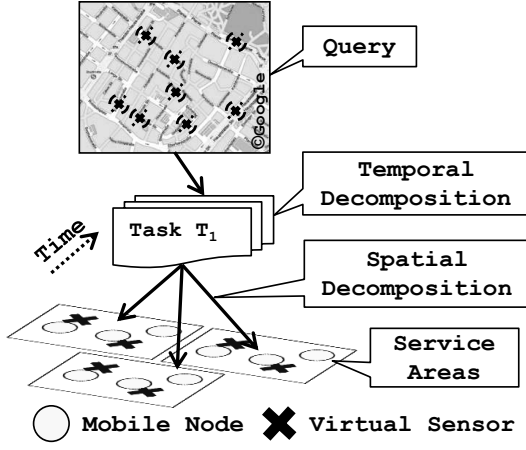 Query
©Google
Temporal
Decomposition
Task T₁
Time
Spatial
Decomposition
Service
Areas
Mobile Node
Virtual Sensor